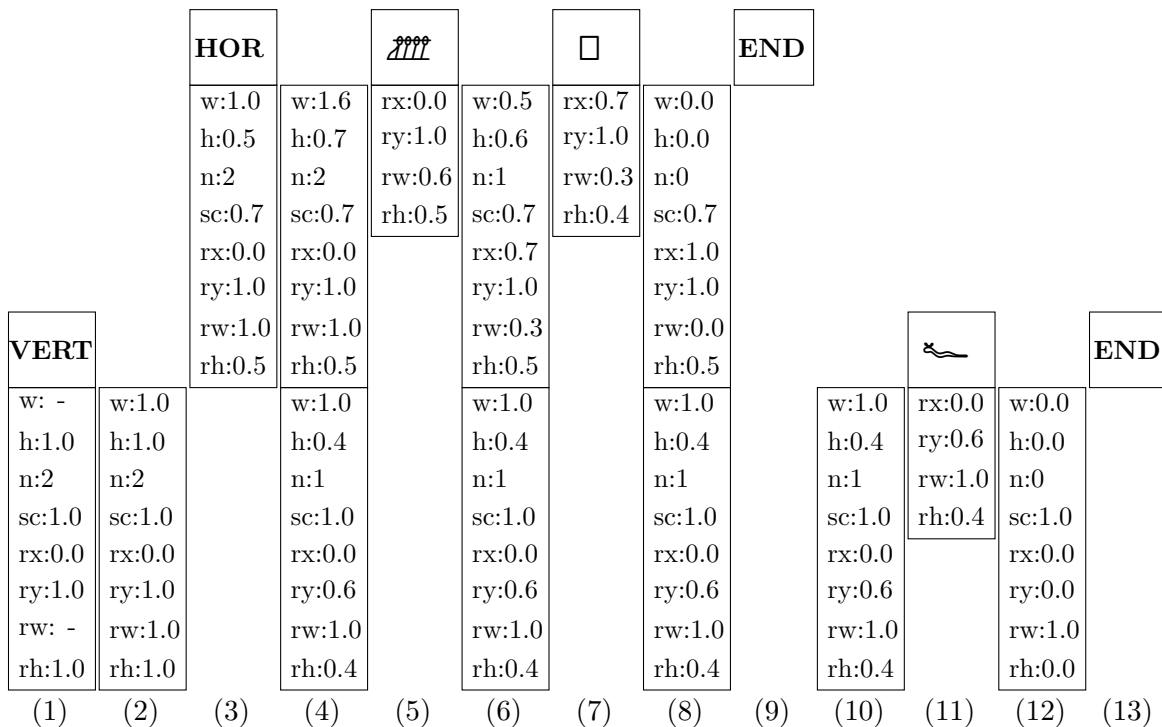 HOR 𓊪 END
w:1.0 w:1.6 rx:0.0 w:0.5 rx:0.7 w:0.0
h:0.5 h:0.7 ry:1.0 h:0.6 ry:1.0 h:0.0
n:2 n:2 rw:0.6 n:1 rw:0.3 n:0
sc:0.7 sc:0.7 rh:0.5 sc:0.7 rh:0.4 sc:0.7
rx:0.0 rx:0.0 rx:0.7 rx:1.0
ry:1.0 ry:1.0 ry:1.0 ry:1.0
rw:1.0 rw:1.0 rw:0.3 rw:0.0
VERT 𓆑 END
rh:0.5 rh:0.5 rh:0.5 rh:0.5
w: - w:1.0 w:1.0 w:1.0 w:1.0 w:1.0 rx:0.0 w:0.0
h:1.0 h:1.0 h:0.4 h:0.4 h:0.4 h:0.4 ry:0.6 h:0.0
n:2 n:2 n:1 n:1 n:1 n:1 rw:1.0 n:0
sc:1.0 sc:1.0 sc:1.0 sc:1.0 sc:1.0 sc:1.0 rh:0.4 sc:1.0
rx:0.0 rx:0.0 rx:0.0 rx:0.0 rx:0.0 rx:0.0 rx:0.0
ry:1.0 ry:1.0 ry:0.6 ry:0.6 ry:0.6 ry:0.6 ry:0.0
rw: - rw:1.0 rw:1.0 rw:1.0 rw:1.0 rw:1.0 rw:1.0
rh:1.0 rh:1.0 rh:0.4 rh:0.4 rh:0.4 rh:0.4 rh:0.0
(1) (2) (3) (4) (5) (6) (7) (8) (9) (10) (11) (12) (13)